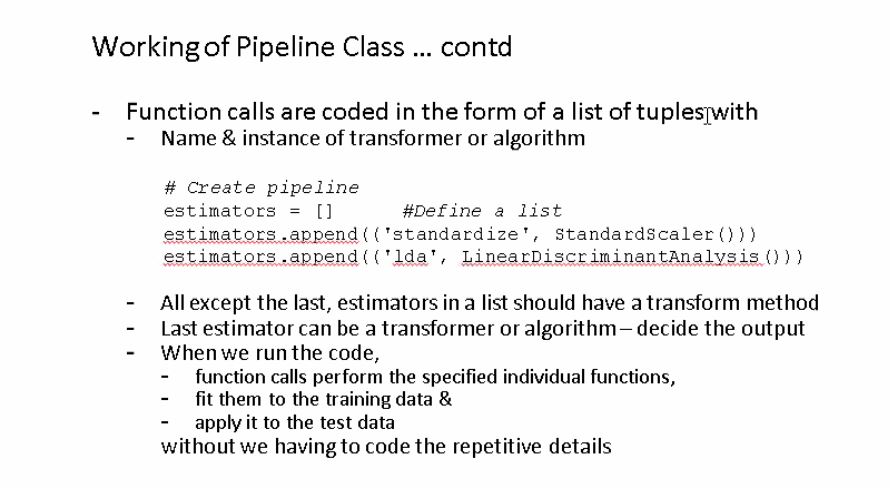 Working of Pipeline Class ... contd
- Function calls are coded in the form of a list of tuples with
- Name & instance of transformer or algorithm
# Create pipeline
estimators = [] #Define a list
estimators.append(('standardize', StandardScaler()))
estimators.append(('lda', LinearDiscriminantAnalysis()))
- All except the last, estimators in a list should have a transform method
- Last estimator can be a transformer or algorithm – decide the output
- When we run the code,
- function calls perform the specified individual functions,
- fit them to the training data &
- apply it to the test data
without we having to code the repetitive details